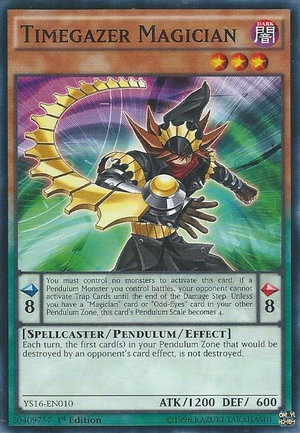 TIMEGAZER MAGICIAN
DARK
闇
You must control no monsters to activate this card. If a
Pendulum Monster you control battles, your opponent cannot
activate Trap Cards until the end of the Damage Step. Unless
you have a "Magician" card or "Odd-Eyes" card in your other
Pendulum Zone, this card's Pendulum Scale becomes 4.
8
8
[SPELLCASTER/PENDULUM/EFFECT]
Each turn, the first card(s) in your Pendulum Zone that would be
destroyed by an opponent's card effect, is not destroyed.
YS16-EN010
ATK/1200 DEF/ 600
20409757
1st Edition
©1996 KAZUKI TAKAHASHI